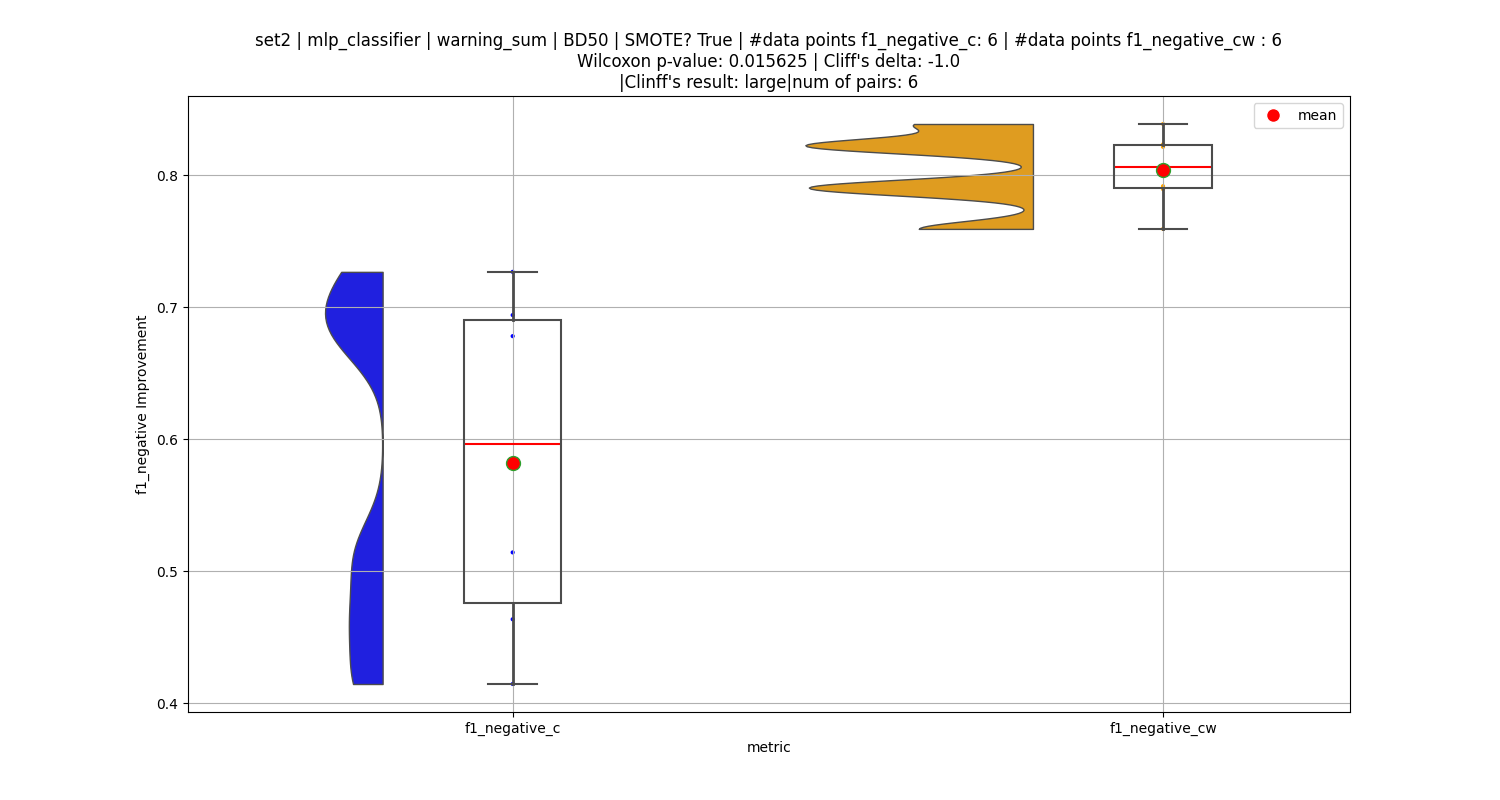 set2 | mlp_classifier | warning_sum | BD50 | SMOTE? True | #data points f1_negative_c: 6 | #data points f1_negative_cw : 6
Wilcoxon p-value: 0.015625 | Cliff's delta: -1.0
|Clinff's result: large|num of pairs: 6
mean
0.8
0.7
0.6
0.5
0.4
f1_negative Improvement
f1_negative_c
f1_negative_cw
metric